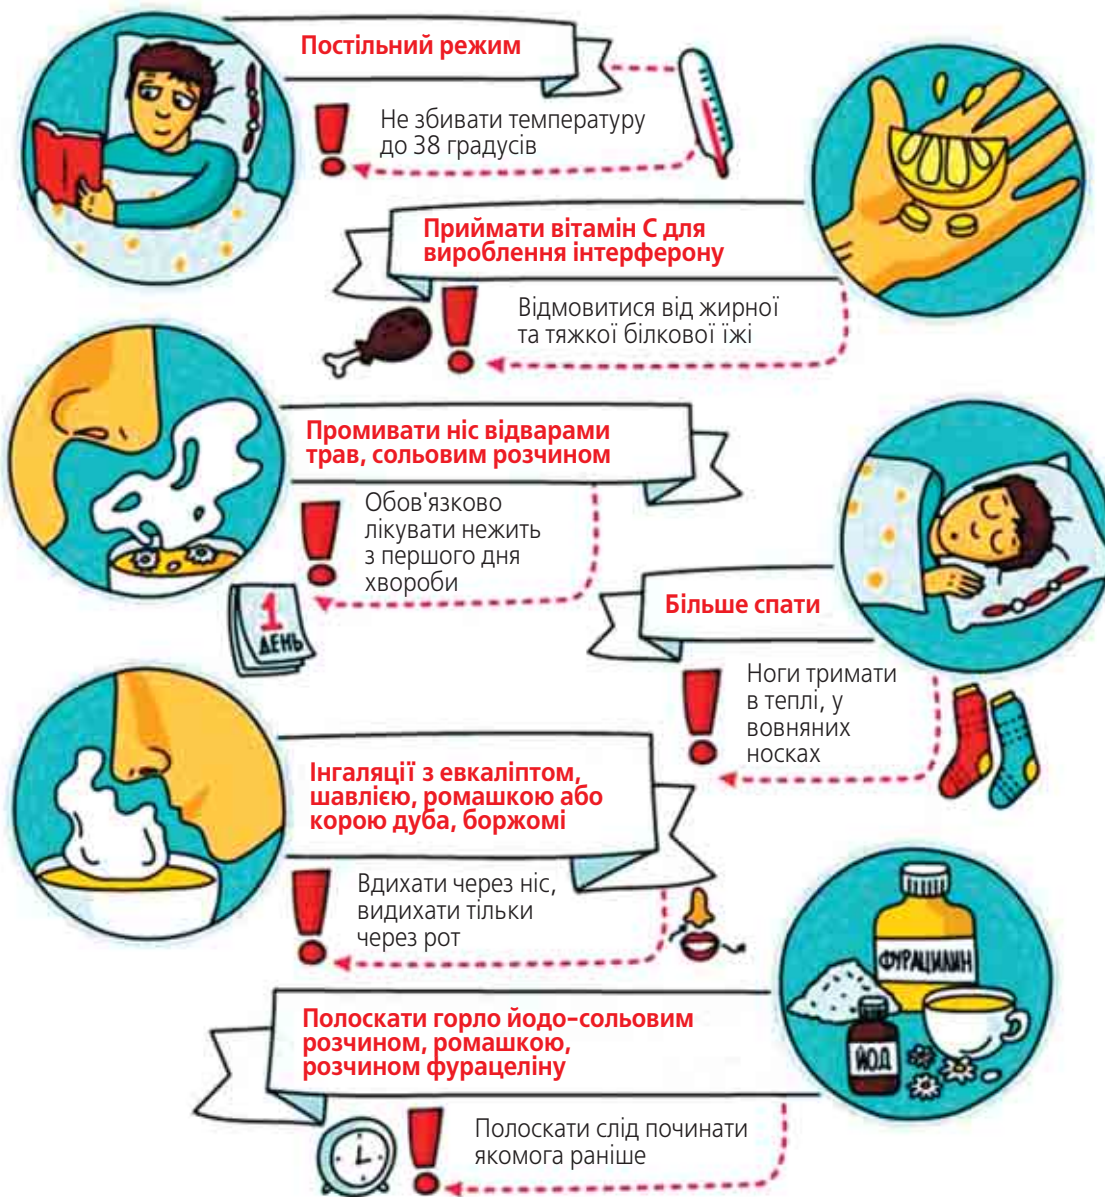 Постільний режим
Не збивати температуру
до 38 градусів
Приймати вітамін С для
вироблення інтерферону
Відмовитися від жирної
та тяжкої білкової їжі
Промивати ніс відварами
трав, сольовим розчином
Обов'язково
лікувати нежить
з першого дня
хвороби
1
ДЕНЬ
Більше спати
Ноги тримати
в теплі, у
вовняних
носках
Інгаляції з евкаліптом,
шавлією, ромашкою або
корою дуба, боржомі
Вдихати через ніс,
видихати тільки
через рот
ФУРАЦИЛИН
ЙОД
Полоскати горло йодо-сольовим
розчином, ромашкою,
розчином фурацеліну
Полоскати слід починати
якомога раніше